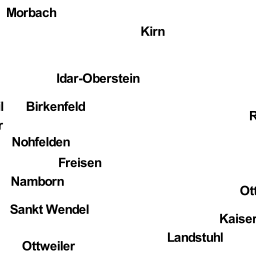 Morbach
Kirn
Idar-Oberstein
Birkenfeld
Nohfelden
Freisen
Namborn
Ott
Sankt Wendel
Kaiser
Landstuhl
Ottweiler